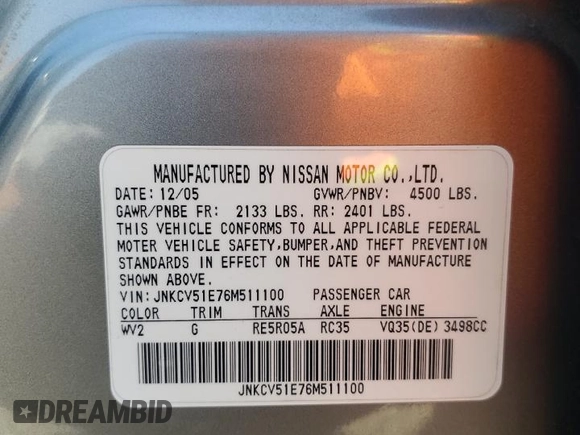 MANUFACTURED BY NISSAN MOTOR CO.,LTD.
DATE: 12/05 GVWR/PNBV: 4500 LBS.
GAWR/PNBE FR: 2133 LBS. RR: 2401 LBS.
THIS VEHICLE CONFORMS TO ALL APPLICABLE FEDERAL
MOTER VEHICLE SAFETY,BUMPER,AND THEFT PREVENTION
STANDARDS IN EFFECT ON THE DATE OF MANUFACTURE
SHOWN ABOVE.
VIN: JNKCV51E76M511100 PASSENGER CAR
COLOR TRIM TRANS AXLE ENGINE
WV2 G RE5R05A RC35 VQ35(DE) 3498CC
JNKCV51E76M511100
DREAMBID